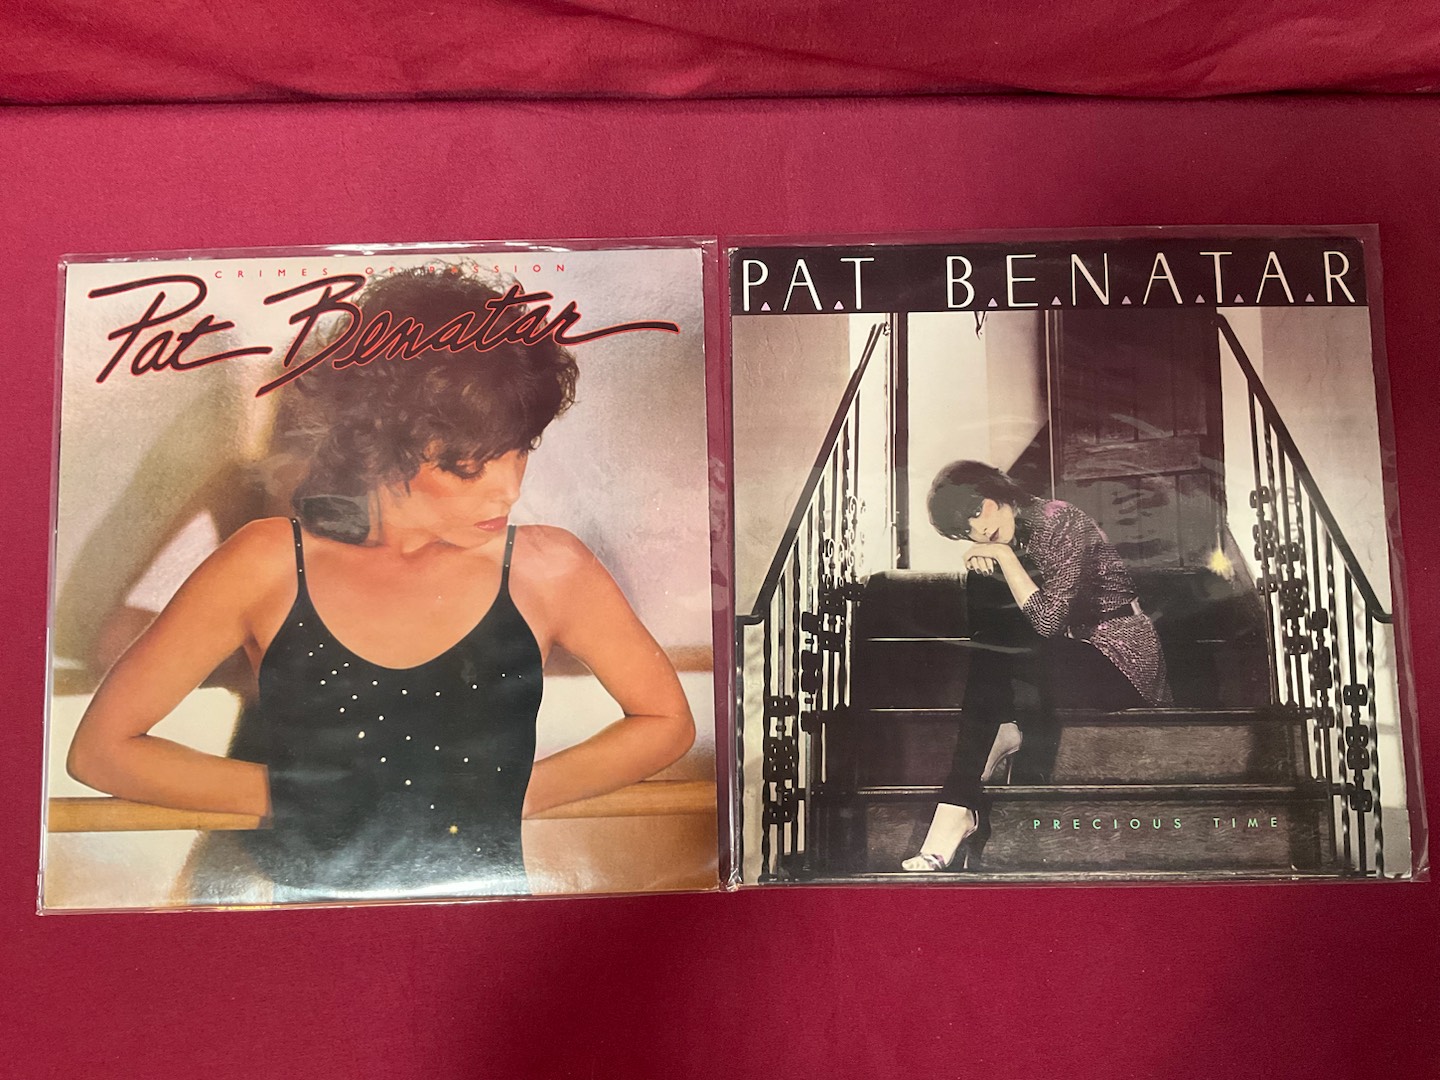 CRIMES OF PASSION
Pat Benatar
P.A.T B.E.N.A.T.A.R
PRECIOUS TIME